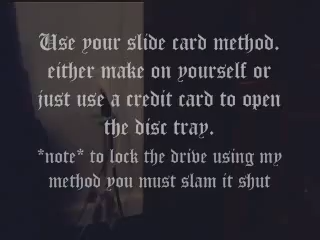 Use your slide card method.
either make on yourself or
just use a credit card to open
the disc tray.
*note* to lock the drive using my
method you must slam it shut